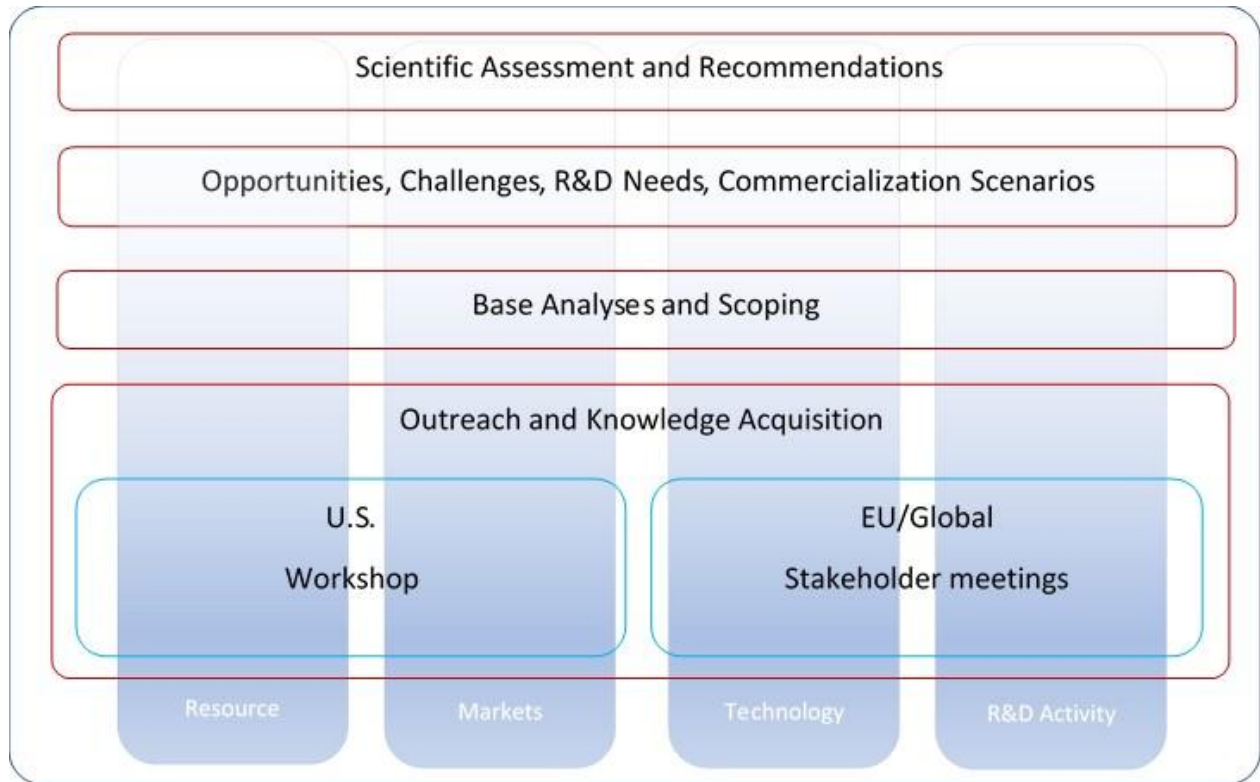 Scientific Assessment and Recommendations
Opportunities, Challenges, R&D Needs, Commercialization Scenarios
Base Analyses and Scoping
Outreach and Knowledge Acquisition
U.S.
Workshop
EU/Global
Stakeholder meetings
Resource
Markets
Technology
R&D Activity